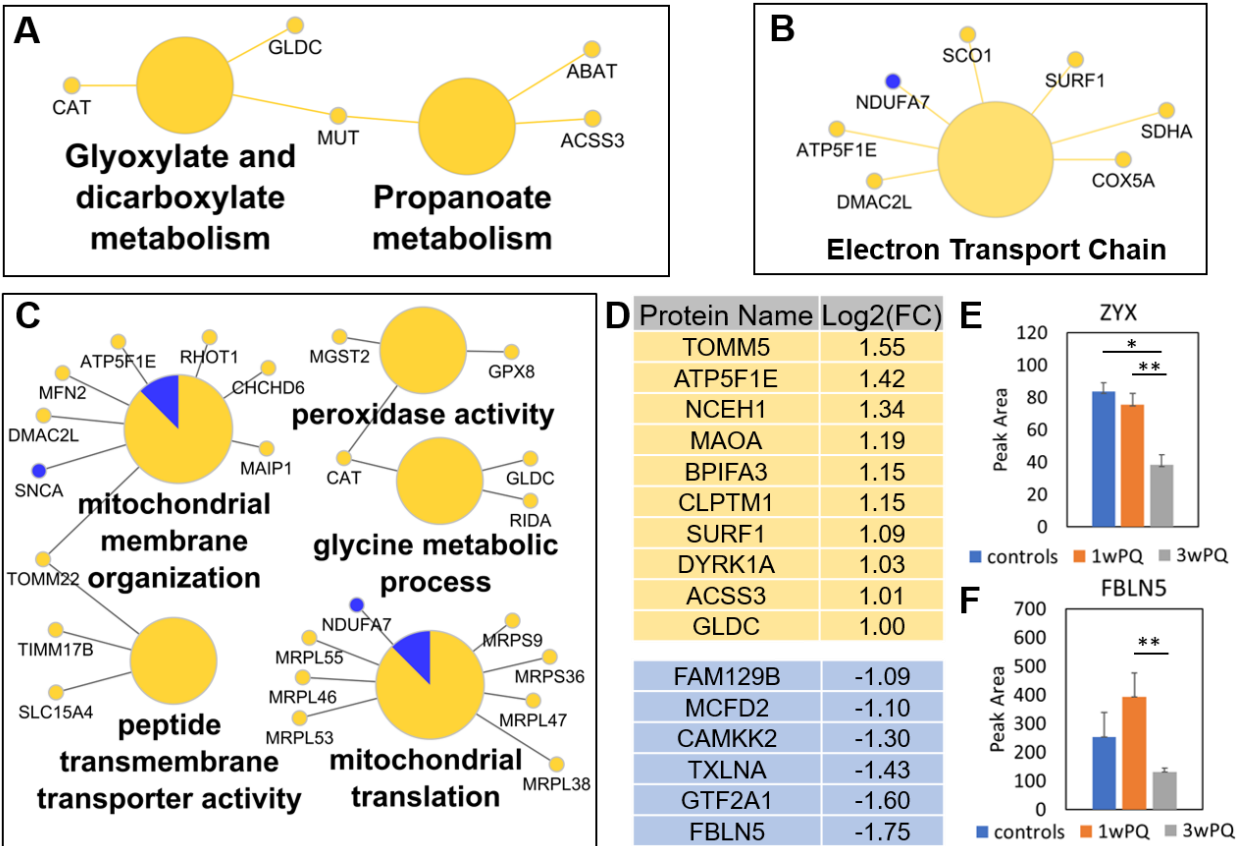 A
GLDC
CAT
MUT
ABAT
ACSS3
Glyoxylate and
dicarboxylate
metabolism
Propanoate
metabolism
B
SCO1
SURF1
NDUFA7
SDHA
ATP5F1E
COX5A
DMAC2L
Electron Transport Chain
C
ATP5F1E
RHOT1
MFN2
CHCHD6
DMAC2L
MAIP1
SNCA
mitochondrial
membrane
organization
TOMM22
MGST2
GPX8
peroxidase activity
CAT
GLDC
RIDA
glycine metabolic
process
TIMM17B
SLC15A4
peptide
transmembrane
transporter activity
NDUFA7
MRPL55
MRPS9
MRPL46
MRPS36
MRPL53
MRPL47
MRPL38
mitochondrial
translation
D
Protein Name Log2(FC)
TOMM5 1.55
ATP5F1E 1.42
NCEH1 1.34
MAOA 1.19
BPIFA3 1.15
CLPTM1 1.15
SURF1 1.09
DYRK1A 1.03
ACSS3 1.01
GLDC 1.00
FAM129B -1.09
MCFD2 -1.10
CAMKK2 -1.30
TXLNA -1.43
GTF2A1 -1.60
FBLN5 -1.75
E
ZYX
Peak Area
120
100
80
60
40
20
0
*
**
controls 1wPQ 3wPQ
F
FBLN5
Peak Area
700
600
500
400
300
200
100
0
**
controls 1wPQ 3wPQ